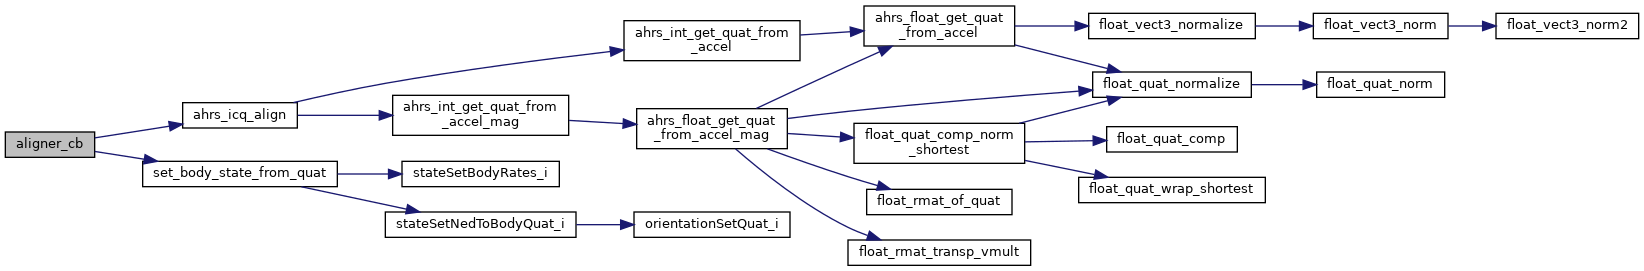 aligner_cb
ahrs_icq_align
set_body_state_from_quat
ahrs_int_get_quat_from
_accel
ahrs_int_get_quat_from
_accel_mag
stateSetBodyRates_i
stateSetNedToBodyQuat_i
ahrs_float_get_quat
_from_accel_mag
orientationSetQuat_i
ahrs_float_get_quat
_from_accel
float_quat_comp_norm
_shortest
float_rmat_of_quat
float_rmat_transp_vmult
float_vect3_normalize
float_quat_normalize
float_quat_comp
float_quat_wrap_shortest
float_vect3_norm
float_quat_norm
float_vect3_norm2